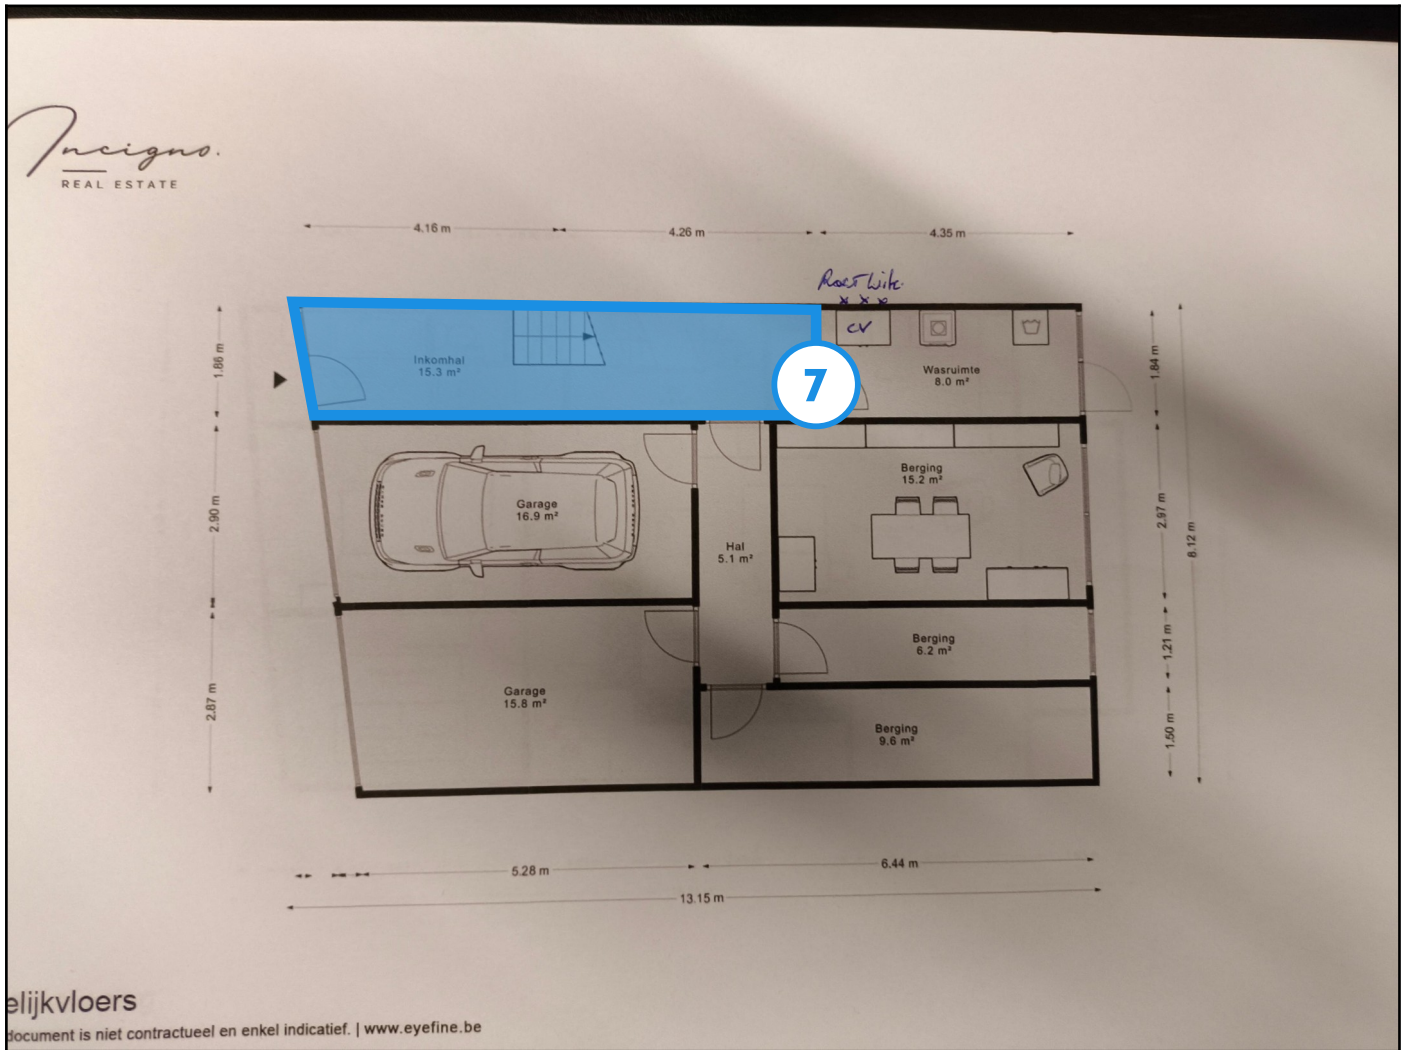 Incigno.
REAL ESTATE
4.16 m
4.26 m
4.35 m
CV
1.86 m
Inkomhal
15.3 m²
7
Wasruimte
8.0 m²
1.84 m
2.90 m
Garage
16.9 m²
Hal
5.1 m²
Berging
15.2 m²
2.97 m
8.12 m
Berging
6.2 m²
1.21 m
2.87 m
Garage
15.8 m²
Berging
9.6 m²
1.50 m
5.28 m
6.44 m
13.15 m
elijkvloers
document is niet contractueel en enkel indicatief. | www.eyefine.be